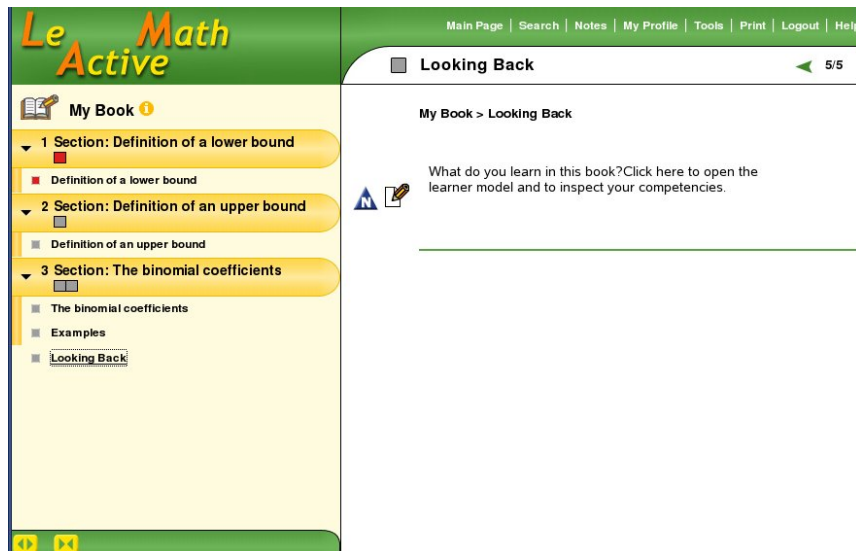 Le Math
Active
Main Page | Search | Notes | My Profile | Tools | Print | Logout | Help
Looking Back
5/5
My Book
1 Section: Definition of a lower bound
Definition of a lower bound
2 Section: Definition of an upper bound
Definition of an upper bound
3 Section: The binomial coefficients
The binomial coefficients
Examples
Looking Back
My Book > Looking Back
N
What do you learn in this book?Click here to open the
learner model and to inspect your competencies.